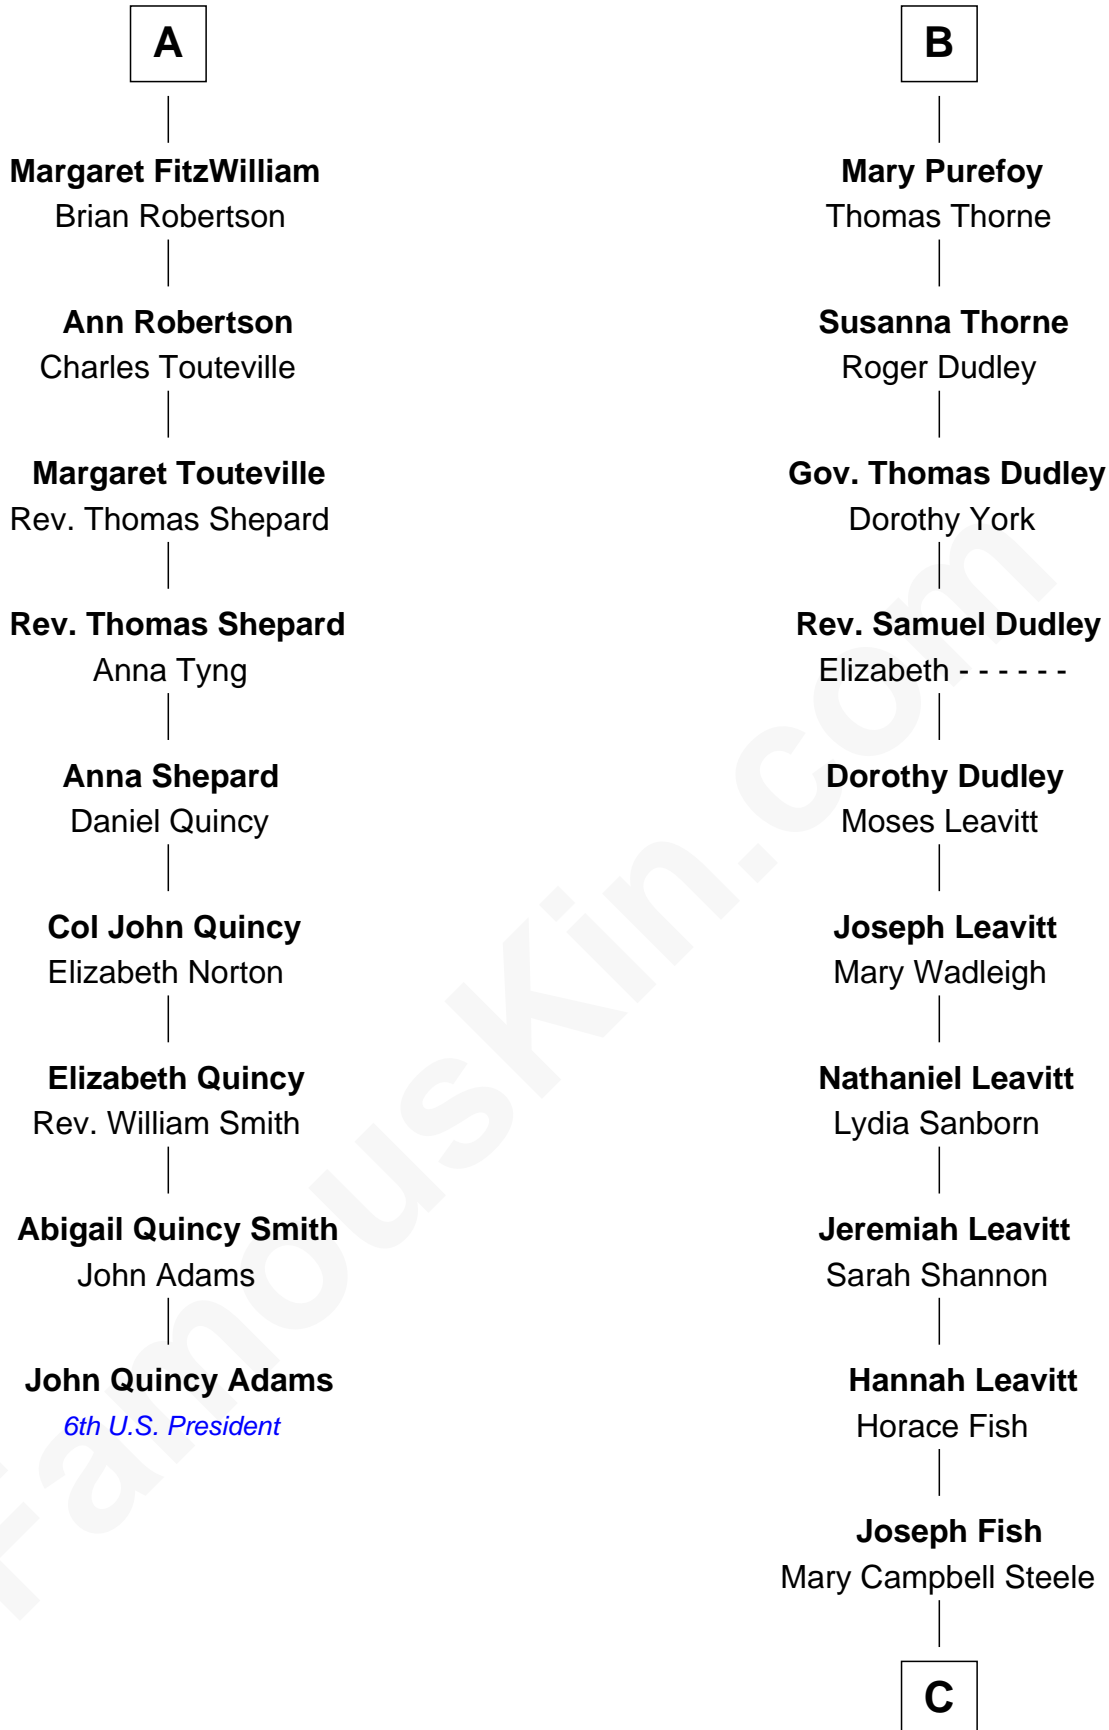 A
Margaret FitzWilliam
Brian Robertson
Ann Robertson
Charles Touteville
Margaret Touteville
Rev. Thomas Shepard
Rev. Thomas Shepard
Anna Tyng
Anna Shepard
Daniel Quincy
Col John Quincy
Elizabeth Norton
Elizabeth Quincy
Rev. William Smith
Abigail Quincy Smith
John Adams
John Quincy Adams
6th U.S. President
B
Mary Purefoy
Thomas Thorne
Susanna Thorne
Roger Dudley
Gov. Thomas Dudley
Dorothy York
Rev. Samuel Dudley
Elizabeth - - - - - -
Dorothy Dudley
Moses Leavitt
Joseph Leavitt
Mary Wadleigh
Nathaniel Leavitt
Lydia Sanborn
Jeremiah Leavitt
Sarah Shannon
Hannah Leavitt
Horace Fish
Joseph Fish
Mary Campbell Steele
C
FamousKin.com